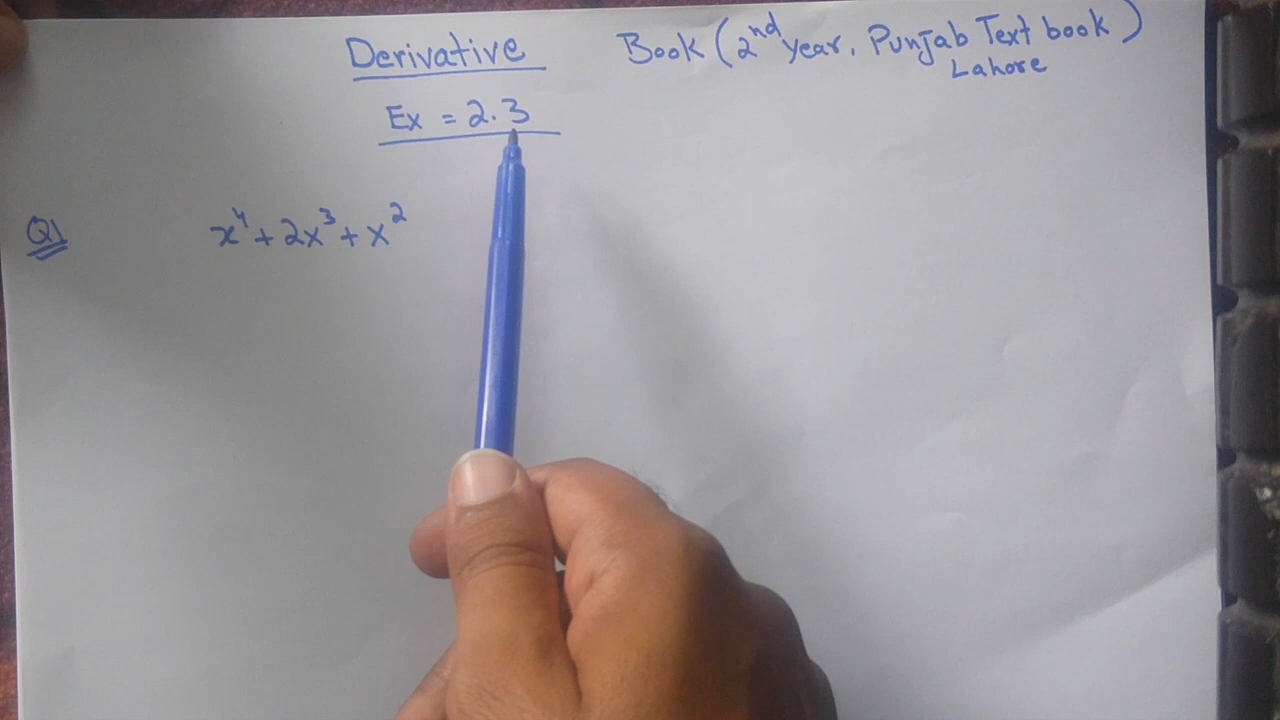 Derivative Book (2nd year, Punjab Text book)
Lahore
Ex = 2.3
Q1 x⁴+2x³+x²